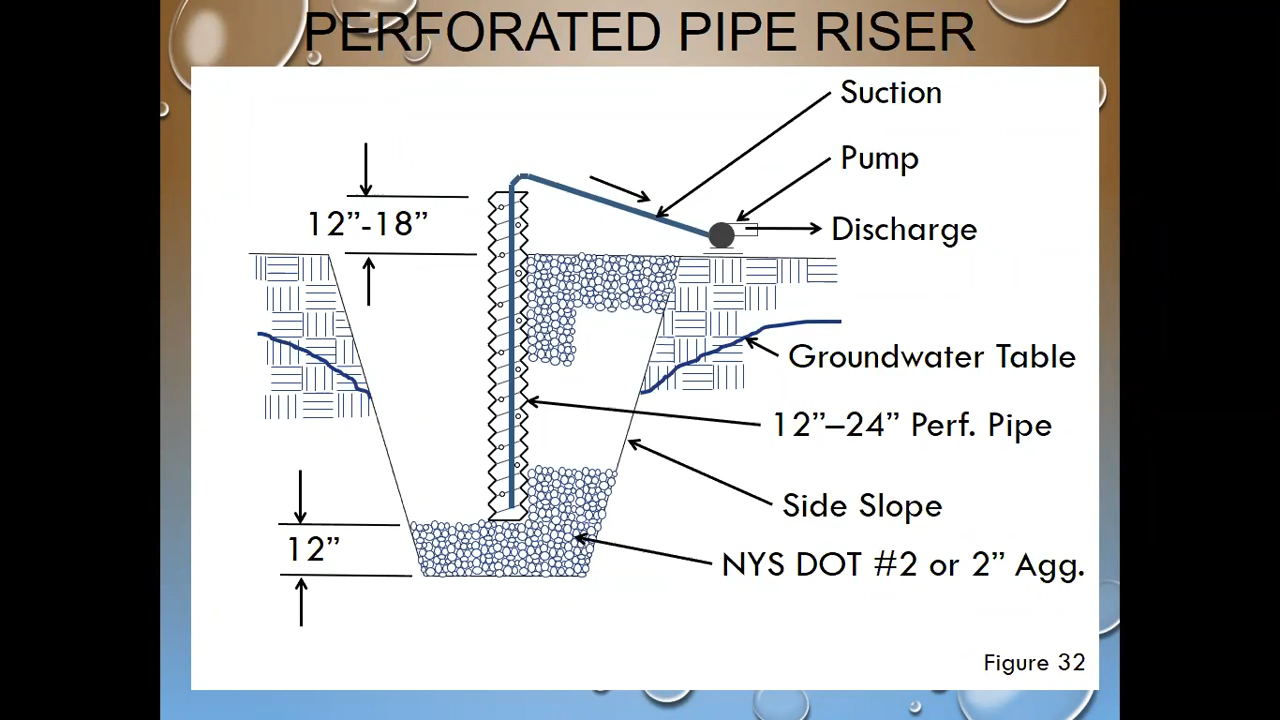 PERFORATED PIPE RISER
Suction
Pump
12”-18”
Discharge
Groundwater Table
12”–24” Perf. Pipe
Side Slope
12”
NYS DOT #2 or 2” Agg.
Figure 32